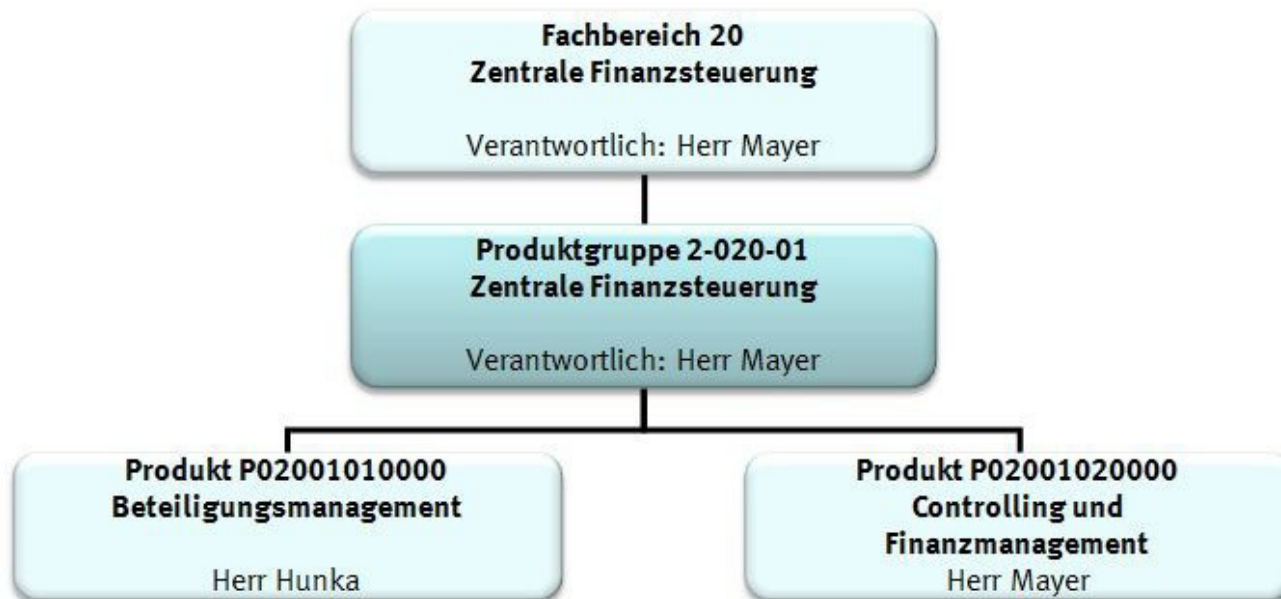 Fachbereich 20
Zentrale Finanzsteuerung
Verantwortlich: Herr Mayer
Produktgruppe 2-020-01
Zentrale Finanzsteuerung
Verantwortlich: Herr Mayer
Produkt P02001010000
Beteiligungsmanagement
Herr Hunka
Produkt P02001020000
Controlling und
Finanzmanagement
Herr Mayer